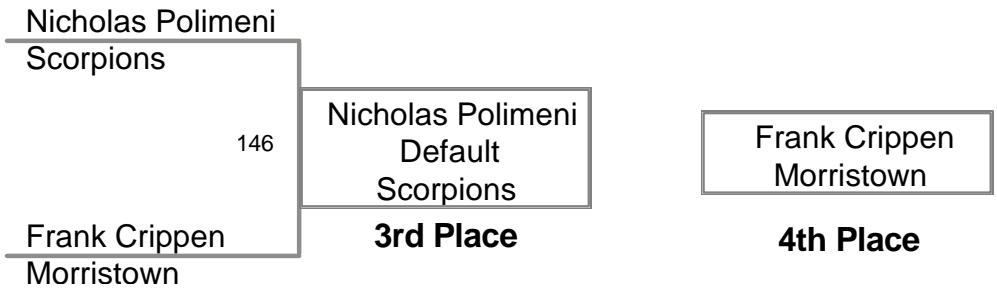 Nicholas Polimeni
Scorpions
146
Frank Crippen
Morristown
Nicholas Polimeni
Default
Scorpions
3rd Place
Frank Crippen
Morristown
4th Place